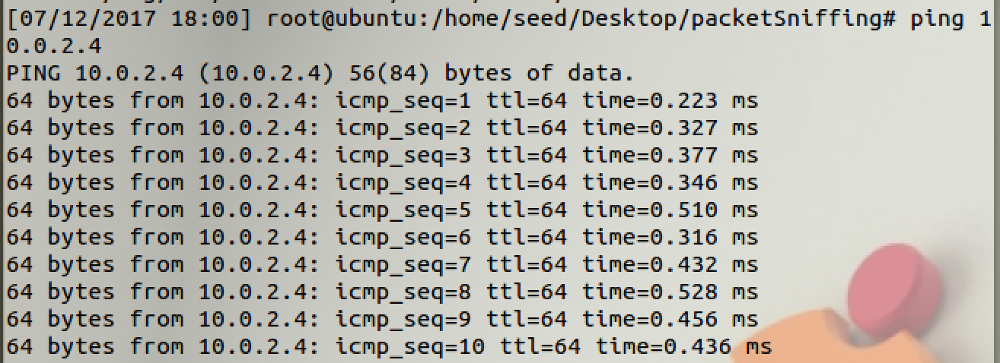 [07/12/2017 18:00] root@ubuntu:/home/seed/Desktop/packetSniffing# ping 1
0.0.2.4
PING 10.0.2.4 (10.0.2.4) 56(84) bytes of data.
64 bytes from 10.0.2.4: icmp_seq=1 ttl=64 time=0.223 ms
64 bytes from 10.0.2.4: icmp_seq=2 ttl=64 time=0.327 ms
64 bytes from 10.0.2.4: icmp_seq=3 ttl=64 time=0.377 ms
64 bytes from 10.0.2.4: icmp_seq=4 ttl=64 time=0.346 ms
64 bytes from 10.0.2.4: icmp_seq=5 ttl=64 time=0.510 ms
64 bytes from 10.0.2.4: icmp_seq=6 ttl=64 time=0.316 ms
64 bytes from 10.0.2.4: icmp_seq=7 ttl=64 time=0.432 ms
64 bytes from 10.0.2.4: icmp_seq=8 ttl=64 time=0.528 ms
64 bytes from 10.0.2.4: icmp_seq=9 ttl=64 time=0.456 ms
64 bytes from 10.0.2.4: icmp_seq=10 ttl=64 time=0.436 ms